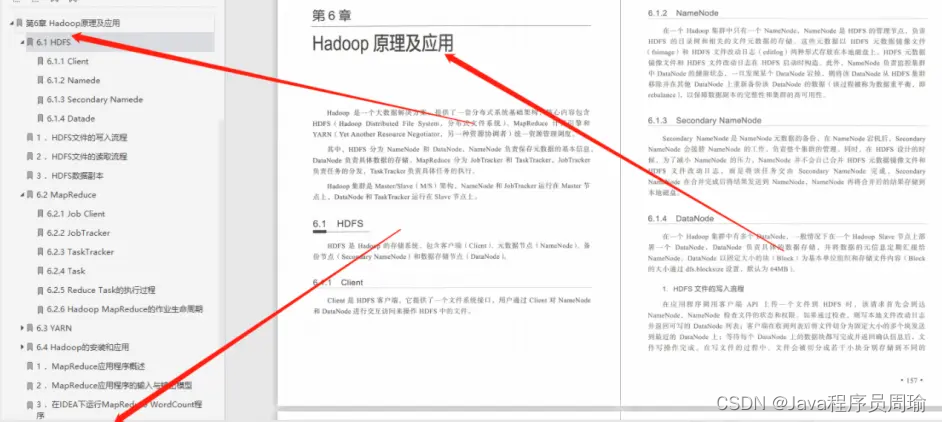 第6章 Hadoop原理及应用
6.1 HDFS
6.1.1 Client
6.1.2 Namede
6.1.3 Secondary Namede
6.1.4 Datade
1 . HDFS文件的写入流程
2 . HDFS文件的读取流程
3 . HDFS数据副本
6.2 MapReduce
6.2.1 Job Client
6.2.2 JobTracker
6.2.3 TaskTracker
6.2.4 Task
6.2.5 Reduce Task的执行过程
6.2.6 Hadoop MapReduce的作业生命周期
6.3 YARN
6.4 Hadoop的安装和应用
1 . MapReduce应用程序概述
2 . MapReduce应用程序的输入与输出模型
3 . 在IDEA下运行MapReduce WordCount程
序
第 6 章
Hadoop 原理及应用
Hadoop 是一个大数据解决方案,提供了一套分布式系统基础架构,核心内容包含
HDFS(Hadoop Distributed File System,分布式文件系统)、MapReduce 计算引擎和
YARN(Yet Another Resource Negotiator,另一种资源协调者)统一资源管理调度。
其中,HDFS 分为 NameNode 和 DataNode,NameNode 负责保存元数据的基本信息,
DataNode 负责具体数据的存储。MapReduce 分为 JobTracker 和 TaskTracker,JobTracker
负责任务的分发,TaskTracker 负责具体任务的执行。
Hadoop 集群是 Master/Slave(M/S)架构,NameNode 和 JobTracker 运行在 Master 节
点上,DataNode 和 TaskTracker 运行在 Slave 节点上。
6.1 HDFS
HDFS 是 Hadoop 的存储系统,包含客户端(Client)、元数据节点(NameNode)、备
份节点(Secondary NameNode)和数据存储节点(DataNode)。
6.1.1 Client
Client 是 HDFS 客户端,它提供了一个文件系统接口,用户通过 Client 对 NameNode
和 DataNode 进行交互访问来操作 HDFS 中的文件。
6.1.2 NameNode
在一个 Hadoop 集群中只有一个 NameNode。NameNode 是 HDFS 的管理节点,负责
HDFS 的目录树和相关的文件元数据的存储。这些元数据以 HDFS 元数据镜像文件
(fsimage)和 HDFS 文件改动日志(editlog)两种形式存放在本地磁盘上。HDFS 元数据
镜像文件和 HDFS 文件改动日志在 HDFS 启动时构造。此外,NameNode 负责监控集群
中 DataNode 的健康状态,一旦发现某个 DataNode 宕掉,则将该 DataNode 从 HDFS 集群
移除并在其他 DataNode 上重新备份该 DataNode 的数据(该过程被称为数据重平衡,即
rebalance),以保障数据副本的完整性和集群的高可用性。
6.1.3 Secondary NameNode
Secondary NameNode 是 NameNode 元数据的备份。在 NameNode 宕机后,Secondary
NameNode 会接替 NameNode 的工作,负责整个集群的管理。同时,在 HDFS 设计的时
候,为了减小 NameNode 的压力,NameNode 并不会自己合并 HDFS 元数据镜像文件和
HDFS 文件改动日志,而是将该任务交由 Secondary NameNode 完成。Secondary
NameNode 在合并完成后将结果发送到 NameNode,NameNode 再将合并后的结果存储到
本地磁盘。
6.1.4 DataNode
在一个 Hadoop 集群中有多个 DataNode,一般情况下在一个 Hadoop Slave 节点上部
署一个 DataNode。DataNode 负责具体的数据存储,并将数据的元信息定期汇报给
NameNode。DataNode 以固定大小的块(Block)为基本单位组织和存储文件内容(Block
的大小通过 dfs.blocksize 设置,默认为 64MB)。
1. HDFS 文件的写入流程
在应用程序调用客户端 API 上传一个文件到 HDFS 时,该请求首先会到达
NameNode,NameNode 检查文件的状态和权限。如果通过检查,则写本地文件改动日志
并返回可写的 DataNode 列表;客户端在收到列表后将文件切分为固定大小的多个块发送
到最近的 DataNode 上;等待每个 DataNode 上的数据块都写完成并返回确认信息后,文
件写操作完成。在写文件的过程中,文件会被切分成若干小块分别存储到不同的
• 157 •
CSDN @Java程序员周瑜